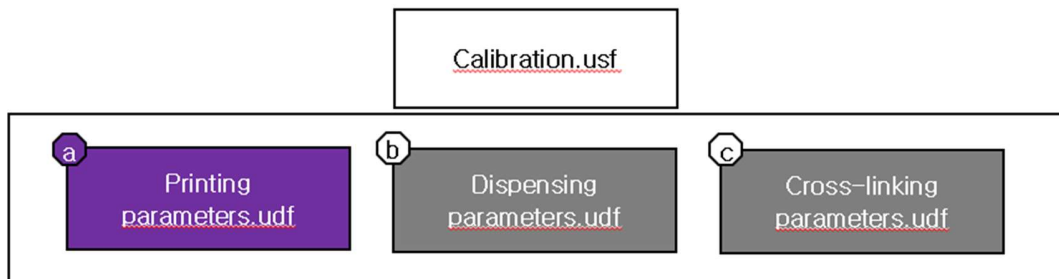 Calibration.usf
a
Printing
parameters.udf
b
Dispensing
parameters.udf
c
Cross-linking
parameters.udf